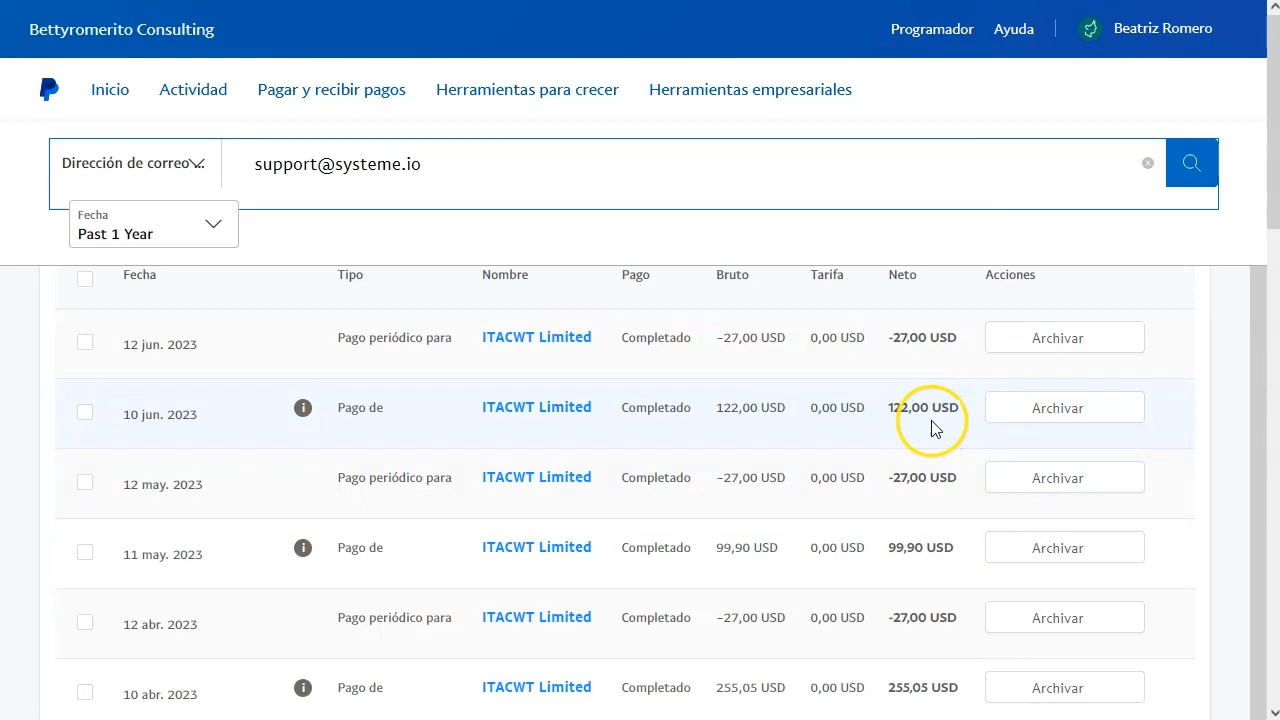 Bettyromerito Consulting
Programador Ayuda Beatriz Romero
Inicio Actividad Pagar y recibir pagos Herramientas para crecer Herramientas empresariales
Dirección de correo... support@systeme.io
Fecha
Past 1 Year
Fecha Tipo Nombre Pago Bruto Tarifa Neto Acciones
12 jun. 2023 Pago periódico para ITACWT Limited Completado −27,00 USD 0,00 USD -27,00 USD Archivar
10 jun. 2023 Pago de ITACWT Limited Completado 122,00 USD 0,00 USD 122,00 USD Archivar
12 may. 2023 Pago periódico para ITACWT Limited Completado −27,00 USD 0,00 USD -27,00 USD Archivar
11 may. 2023 Pago de ITACWT Limited Completado 99,90 USD 0,00 USD 99,90 USD Archivar
12 abr. 2023 Pago periódico para ITACWT Limited Completado −27,00 USD 0,00 USD -27,00 USD Archivar
10 abr. 2023 Pago de ITACWT Limited Completado 255,05 USD 0,00 USD 255,05 USD Archivar